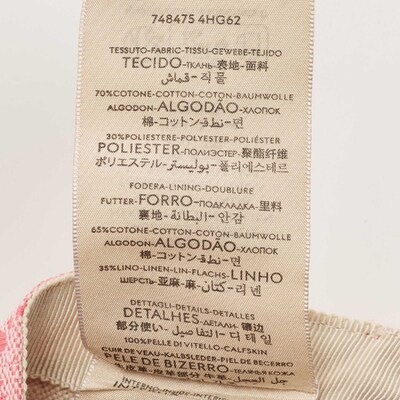 748475 4HG62
TESSUTO-FABRIC-TISSU-GEWEBE-TEJIDO
TECIDO-ТКАНЬ-表地-面料
قماش-직물
70%COTONE-COTTON-COTON-BAUMWOLLE
ALGODON-ALGODÃO-ХЛОПОК
棉-コットン-نطقة-면
30%POLIESTERE-POLYESTER-POLIÉSTER
POLIESTER-ПОЛИЭСТЕР-聚酯纤维
ポリエステル-بوليستر-폴리에스테르
FODERA-LINING-DOUBLURE
FUTTER-FORRO-ПОДКЛАДКА-里料
裏地-البطانة-안감
65%COTONE-COTTON-COTON-BAUMWOLLE
ALGODON-ALGODÃO-ХЛОПОК
棉-コットン-نطقة-면
35%LINO-LINEN-LIN-FLACHS-LINHO
ШЕРСТЬ-亚麻-麻-كتان-리넨
DETTAGLI-DETAILS-DETALLES
DETALHES-ДЕТАЛИ-镶边
部分使い-التفاصيل-디테일
CUIR DE VEAU-KALBSLEDER-PIEL DE BECERRO
PELE DE BIZERRO-CALFSKIN
PELLE DI VITELLO